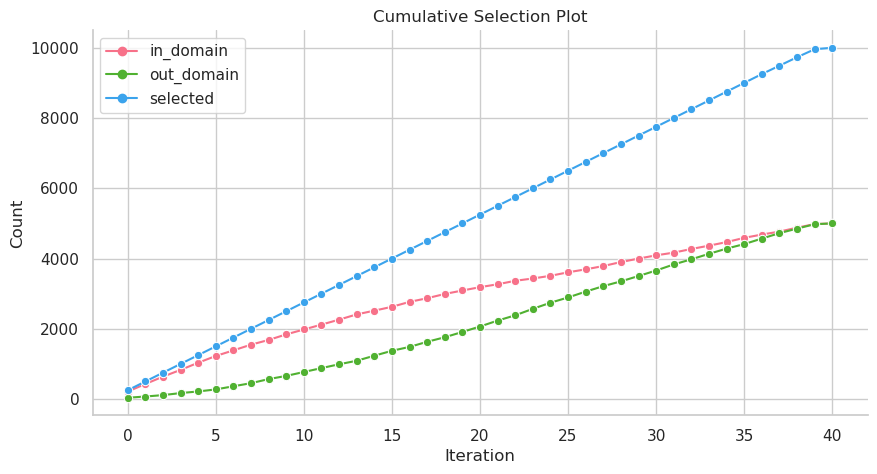 Cumulative Selection Plot
in_domain
out_domain
selected
Count
10000
8000
6000
4000
2000
0
0 5 10 15 20 25 30 35 40
Iteration